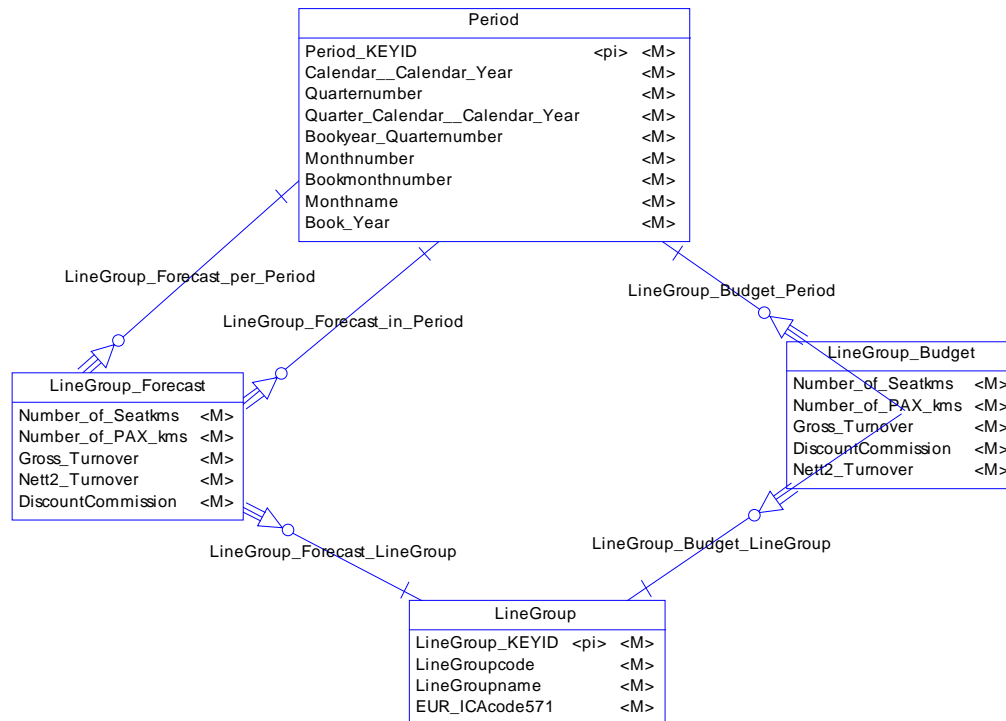 Period
Period_KEYID <pi> <M>
Calendar__Calendar_Year <M>
Quarternumber <M>
Quarter_Calendar__Calendar_Year <M>
Bookyear_Quarternumber <M>
Monthnumber <M>
Bookmonthnumber <M>
Monthname <M>
Book_Year <M>
LineGroup_Forecast_per_Period
LineGroup_Forecast_in_Period
LineGroup_Budget_Period
LineGroup_Forecast
Number_of_Seatkms <M>
Number_of_PAX_kms <M>
Gross_Turnover <M>
Nett2_Turnover <M>
DiscountCommission <M>
LineGroup_Budget
Number_of_Seatkms <M>
Number_of_PAX_kms <M>
Gross_Turnover <M>
DiscountCommission <M>
Nett2_Turnover <M>
LineGroup_Forecast_LineGroup
LineGroup_Budget_LineGroup
LineGroup
LineGroup_KEYID <pi> <M>
LineGroupcode <M>
LineGroupname <M>
EUR_ICAcode571 <M>